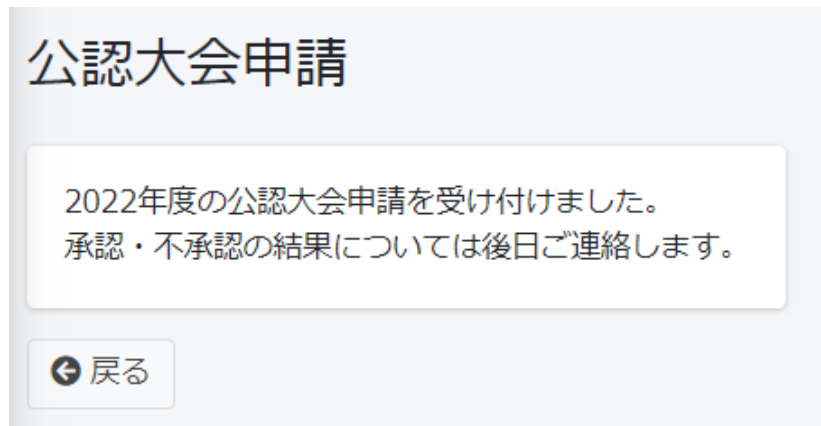 公認大会申請
2022年度の公認大会申請を受け付けました。
承認・不承認の結果については後日ご連絡します。
戻る